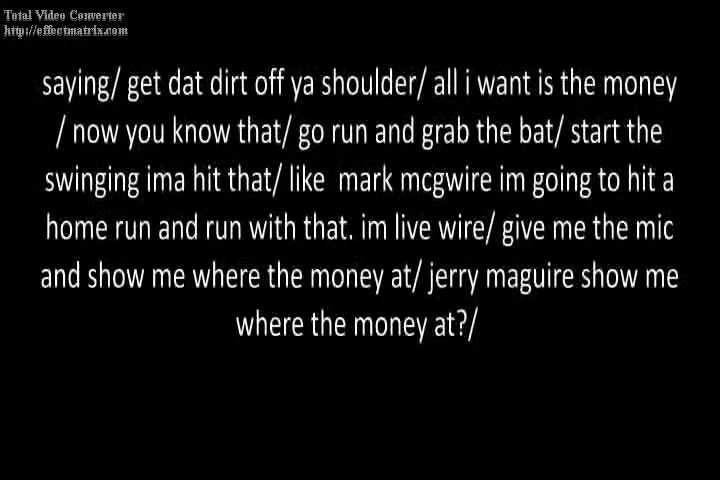 Total Video Converter
http://effectmatrix.com
saying/ get dat dirt off ya shoulder/ all i want is the money
/ now you know that/ go run and grab the bat/ start the
swinging ima hit that/ like  mark mcgwire im going to hit a
home run and run with that. im live wire/ give me the mic
and show me where the money at/ jerry maguire show me
where the money at?/